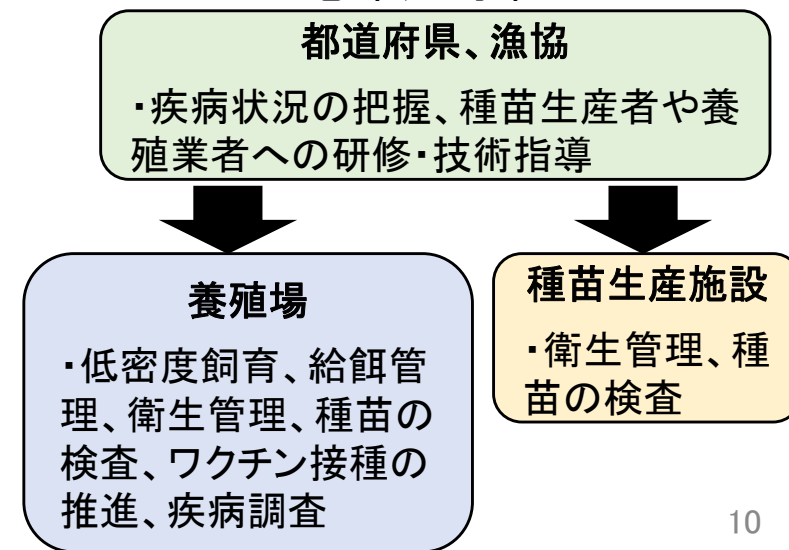 都道府県、漁協
・疾病状況の把握、種苗生産者や養
殖業者への研修・技術指導
養殖場
・低密度飼育、給餌管
理、衛生管理、種苗の
検査、ワクチン接種の
推進、疾病調査
種苗生産施設
・衛生管理、種
苗の検査
10